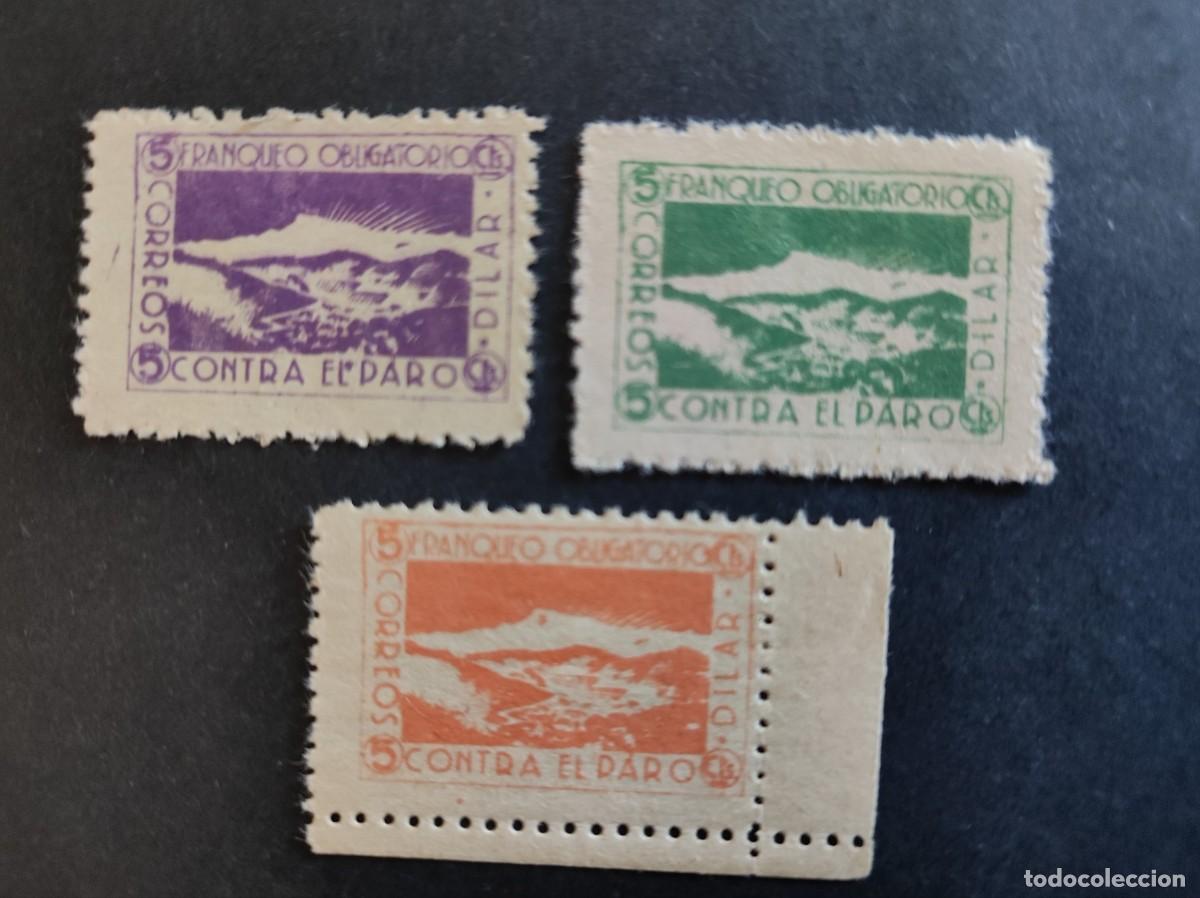 5 FRANQUEO OBLIGATORIO Cts.
CORREOS
DILAR
5 CONTRA EL PARO Cts.
5 FRANQUEO OBLIGATORIO Cts.
CORREOS
DILAR
5 CONTRA EL PARO Cts.
5 FRANQUEO OBLIGATORIO Cts.
CORREOS
DILAR
5 CONTRA EL PARO Cts.
todocoleccion